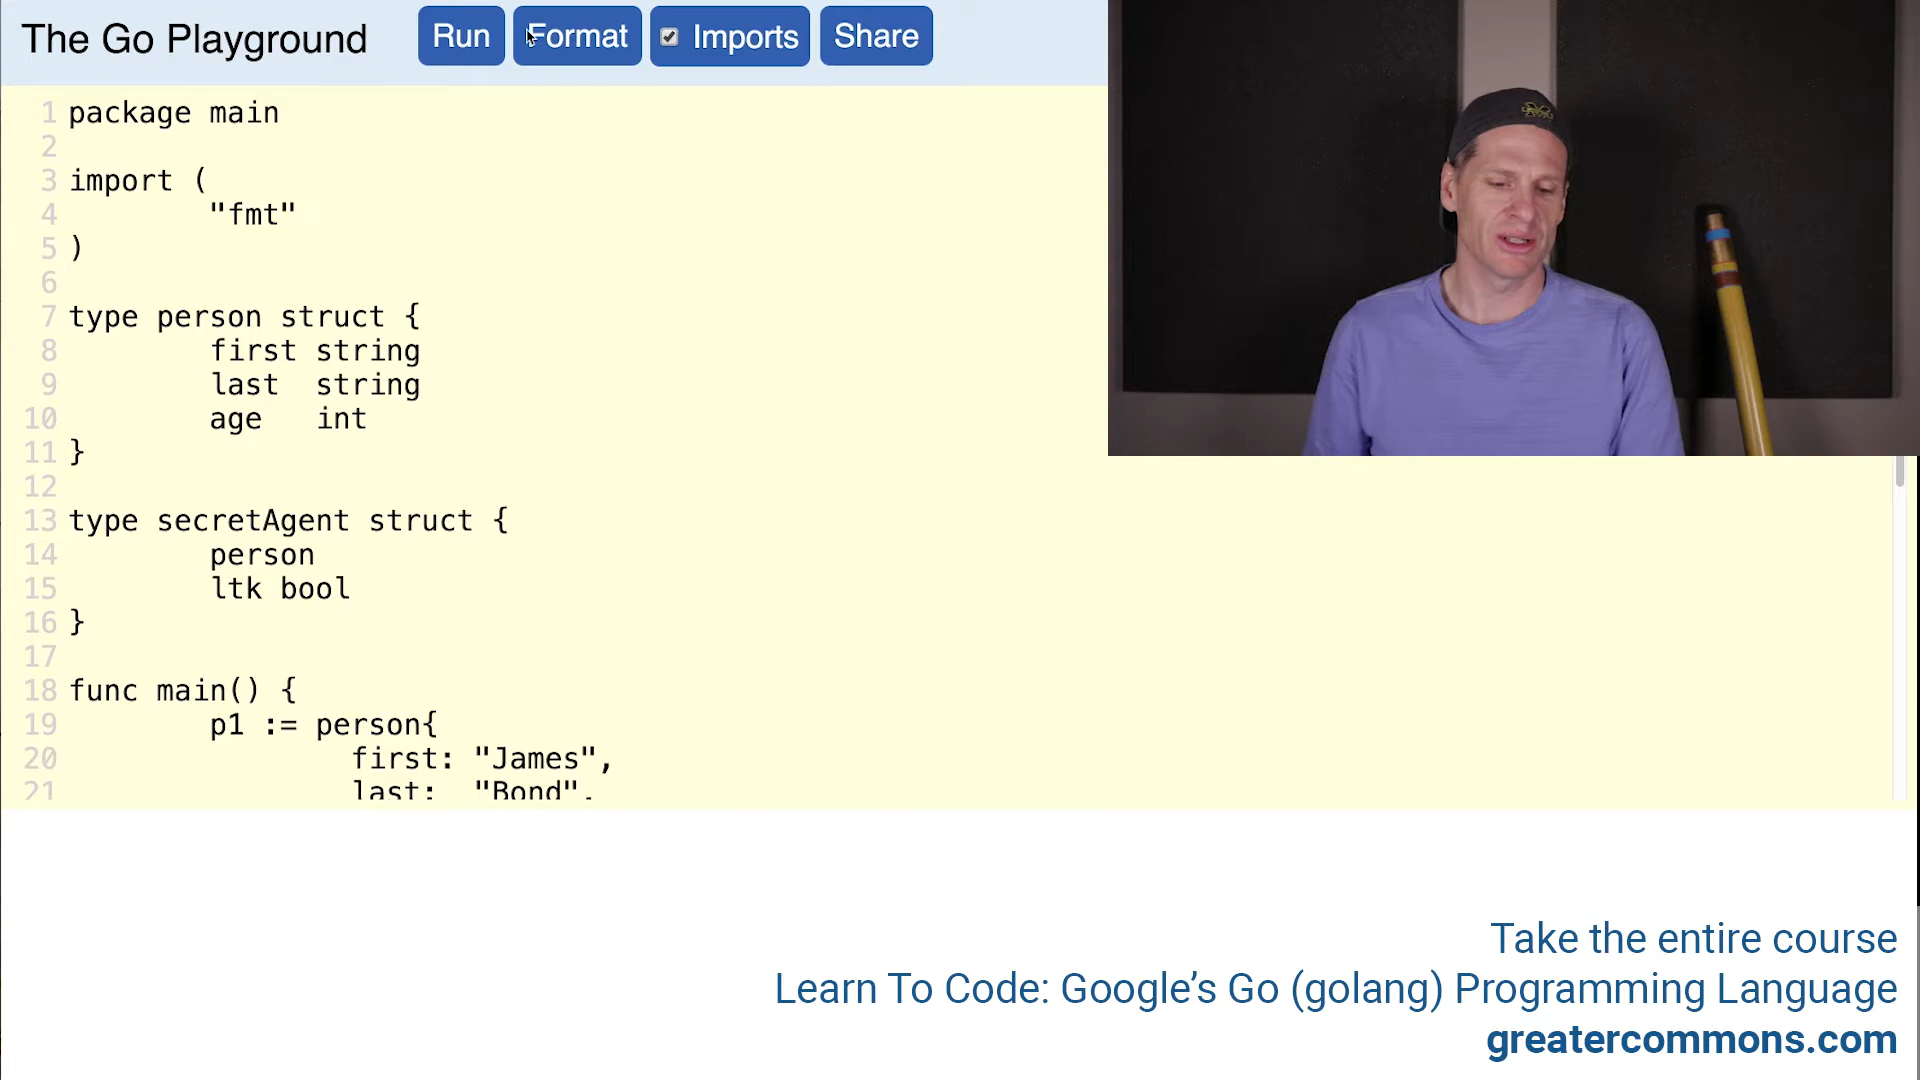 The Go Playground
Run
Format
Imports
Share
1 package main
2
3 import (
4 "fmt"
5 )
6
7 type person struct {
8 first string
9 last string
10 age int
11 }
12
13 type secretAgent struct {
14 person
15 ltk bool
16 }
17
18 func main() {
19 p1 := person{
20 first: "James",
21 last: "Bond",
Take the entire course
Learn To Code: Google’s Go (golang) Programming Language
greatercommons.com